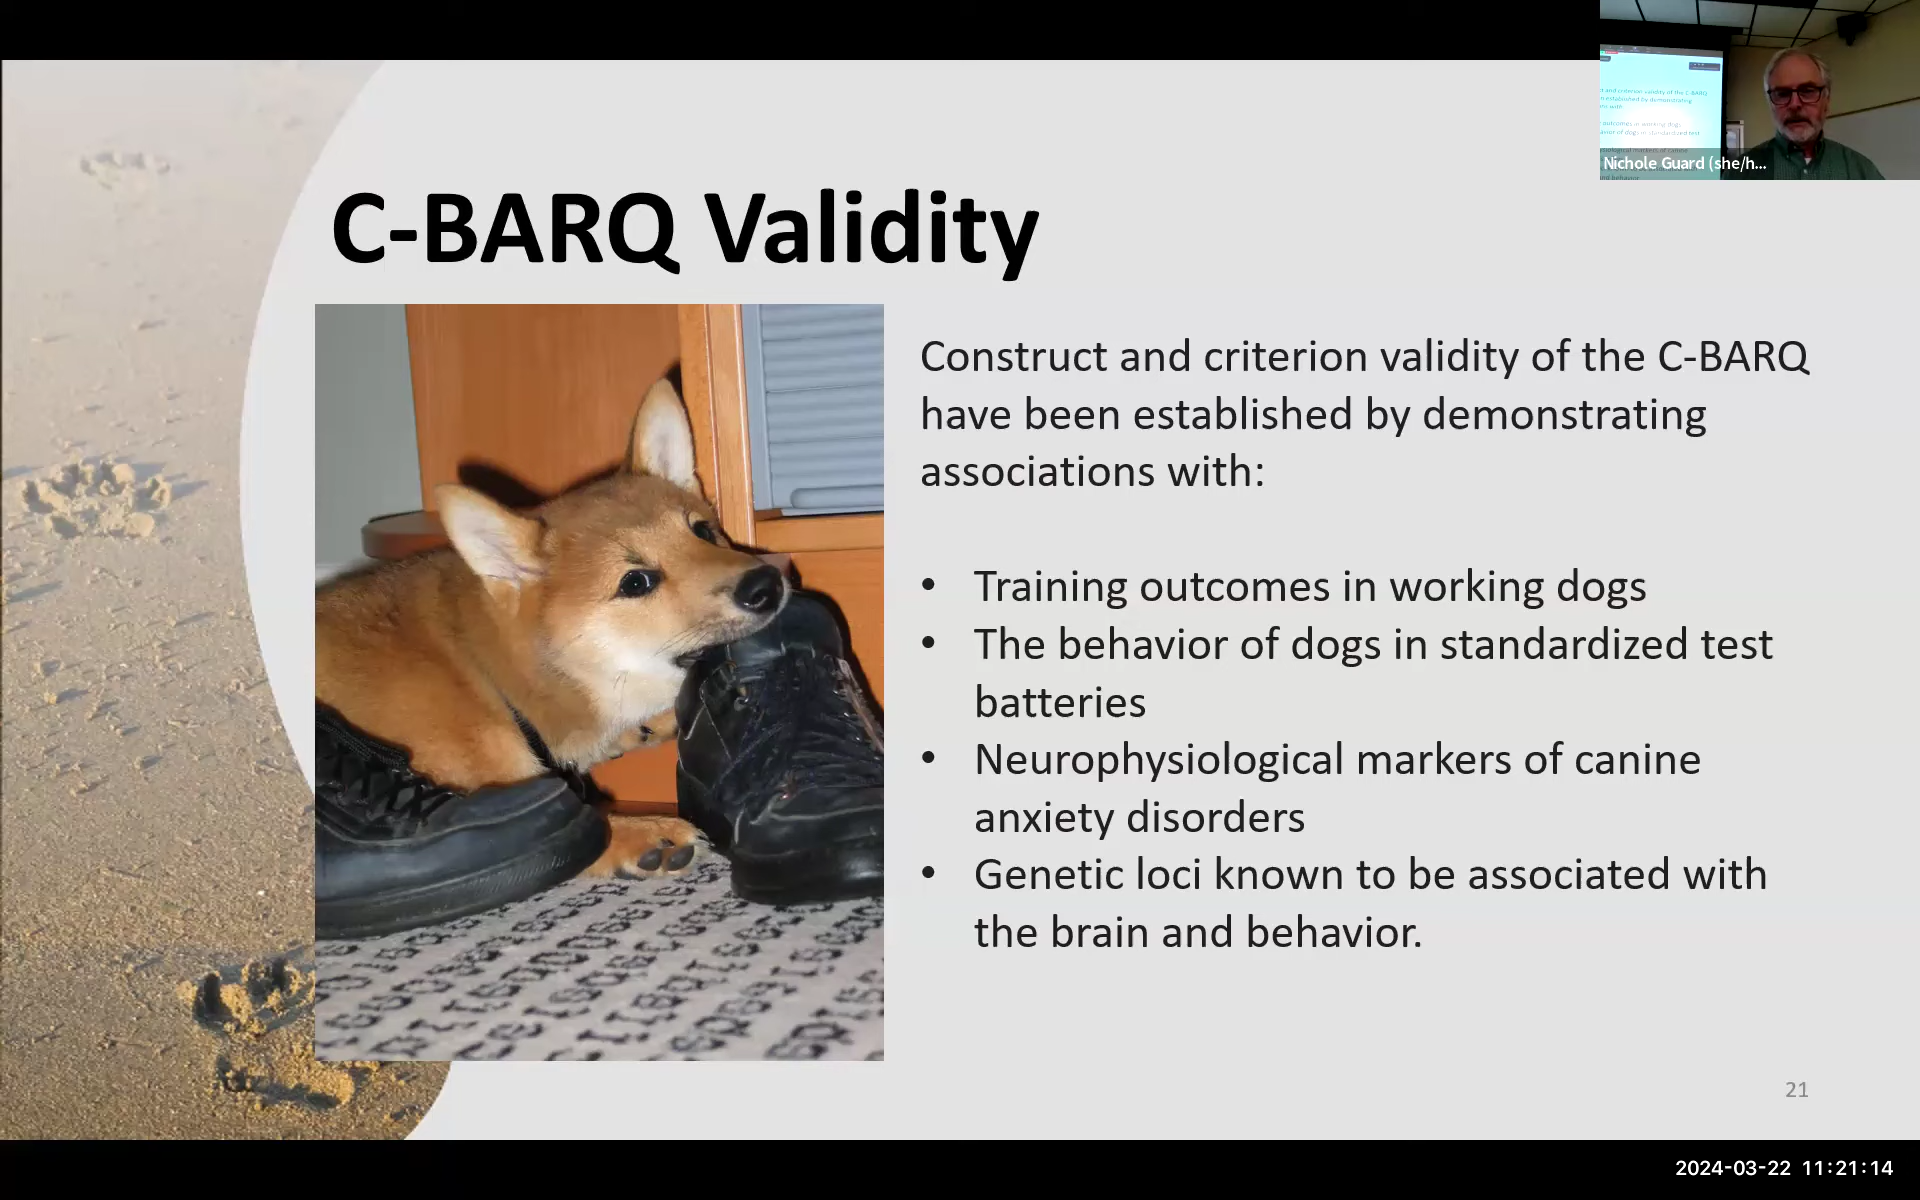 C-BARQ Validity
Construct and criterion validity of the C-BARQ
have been established by demonstrating
associations with:
• Training outcomes in working dogs
• The behavior of dogs in standardized test
batteries
• Neurophysiological markers of canine
anxiety disorders
• Genetic loci known to be associated with
the brain and behavior.
21
Nichole Guard (she/h...
2024-03-22 11:21:14